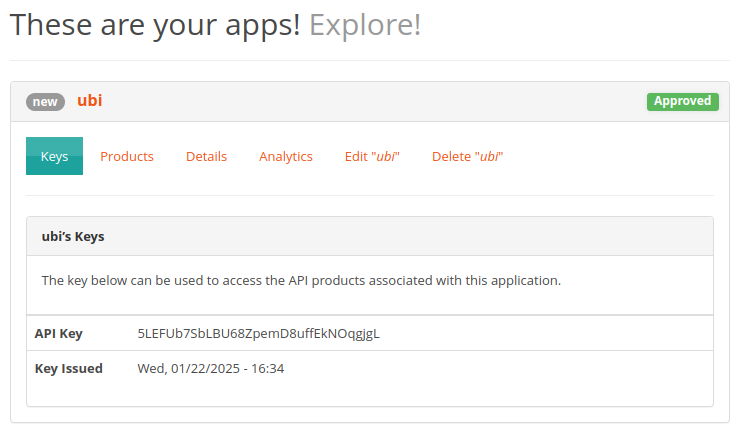 These are your apps! Explore!
new ubi Approved
Keys Products Details Analytics Edit "ubi" Delete "ubi"
ubi's Keys
The key below can be used to access the API products associated with this application.
API Key 5LEFUb7SbLBU68ZpemD8uffEkNOqgjgL
Key Issued Wed, 01/22/2025 - 16:34